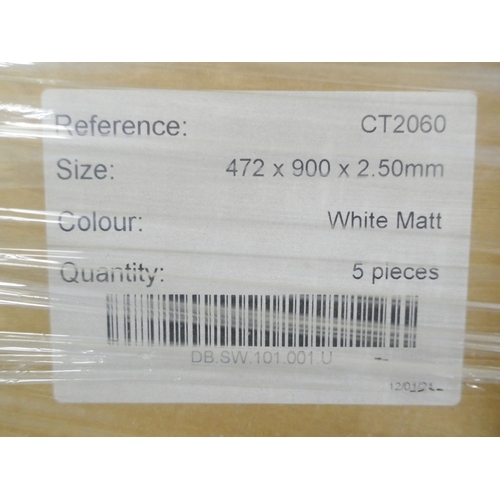 Reference: CT2060
Size: 472 x 900 x 2.50mm
Colour: White Matt
Quantity: 5 pieces
DB.SW.101.001 U